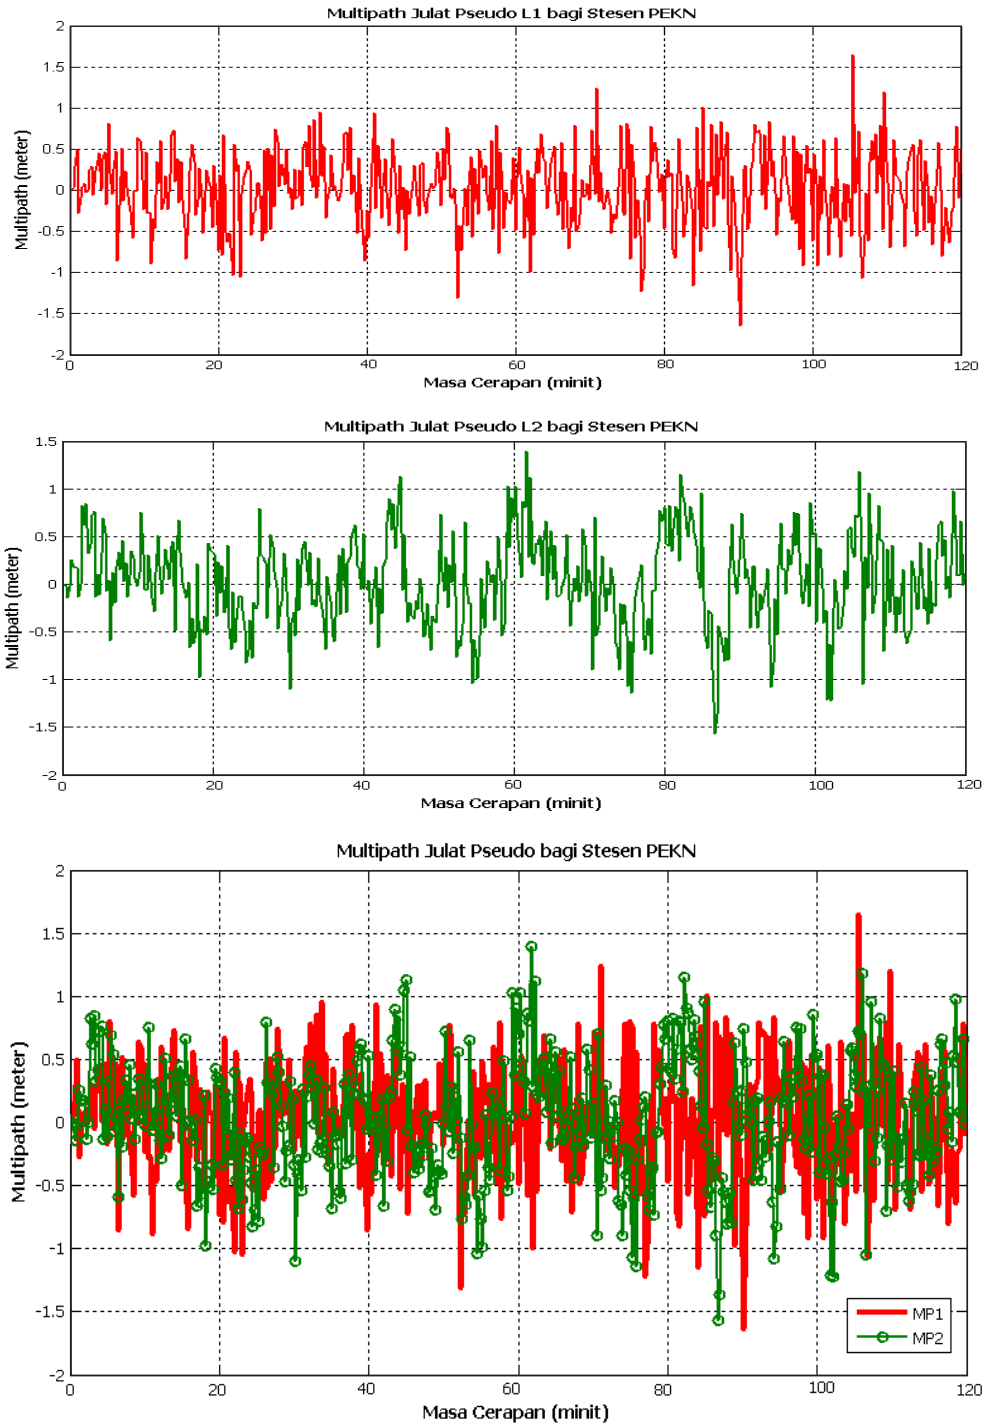 Multipath Julat Pseudo L1 bagi Stesen PEKN
2
1.5
1
0.5
0
-0.5
-1
-1.5
-2
Multipath (meter)
0 20 40 60 80 100 120
Masa Cerapan (minit)
Multipath Julat Pseudo L2 bagi Stesen PEKN
1.5
1
0.5
0
-0.5
-1
-1.5
-2
Multipath (meter)
0 20 40 60 80 100 120
Masa Cerapan (minit)
Multipath Julat Pseudo bagi Stesen PEKN
2
1.5
1
0.5
0
-0.5
-1
-1.5
-2
Multipath (meter)
MP1
MP2
0 20 40 60 80 100 120
Masa Cerapan (minit)